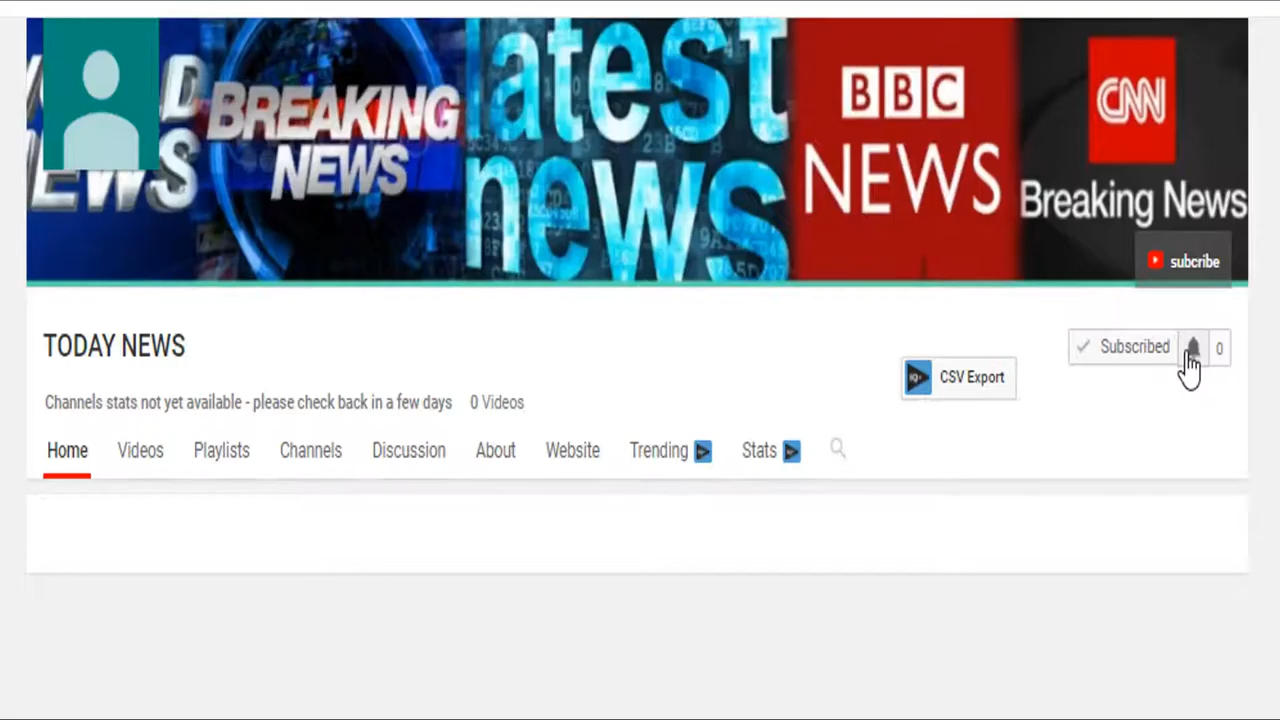 D
NEWS
BREAKING
NEWS
latest
news
BBC
NEWS
CNN
Breaking News
subcribe
TODAY NEWS
Subscribed
0
CSV Export
Channels stats not yet available - please check back in a few days 0 Videos
Home Videos Playlists Channels Discussion About Website Trending Stats